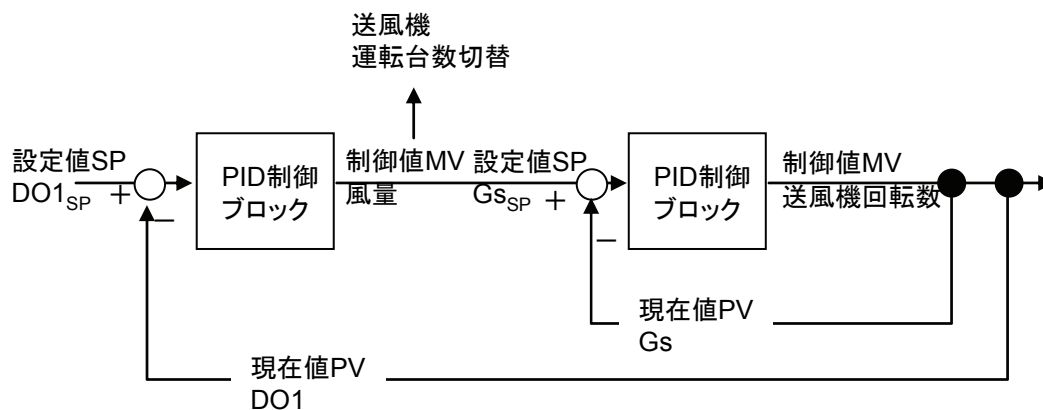 送風機
運転台数切替
設定値SP
DO1SP
+
−
PID制御
ブロック
制御値MV
風量
設定値SP
GsSP
+
−
PID制御
ブロック
制御値MV
送風機回転数
現在値PV
Gs
現在値PV
DO1